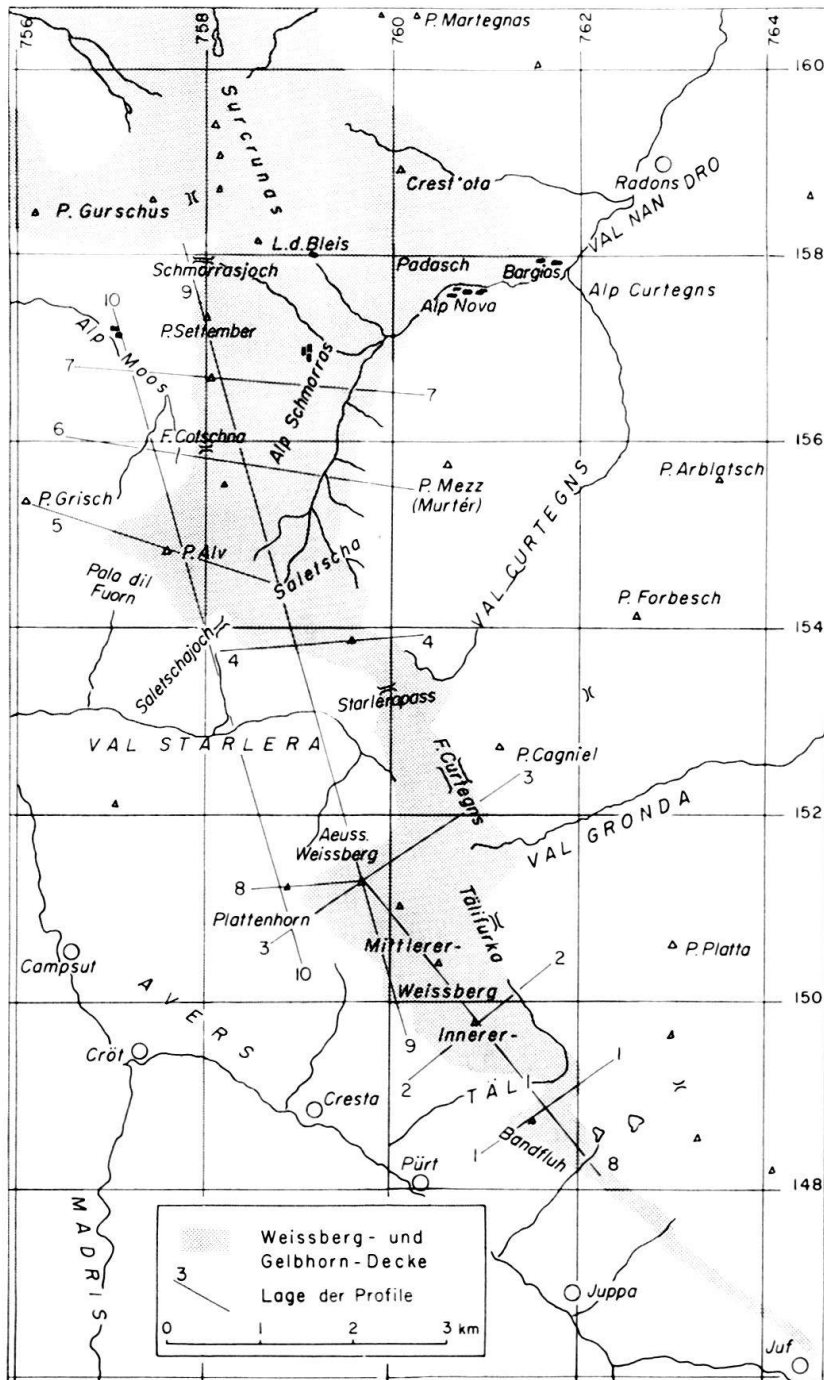 756
758
760
762
764
P. Martegnas
160
Surcrunas
Crest'ota
Radons
VAL NANDRO
P. Gurschus
L.d. Bleis
158
Schmorrasjoch
Padasch
Bargias
10
9
Alp Nova
Alp Curtegns
P. Settember
Alp Moos
7
7
Alp Schmorras
6
F. Cotschna
156
P. Mezz
(Murtér)
P. Arblatsch
P. Grisch
5
P. Alv
VAL CURTEGNS
Saletscha
Pala dil
Fuorn
P. Forbesch
154
Saletschajoch
4
4
Starlerapass
VAL STARLERA
F. Curtegns
P. Cagniel
3
152
Aeuss.
Weissberg
VAL GRONDA
8
Plattenhorn
3
Tälifurka
Mittlerer-
2
P. Platta
Campsut
10
Weissberg
150
AVERS
Innerer-
9
Cröt
2
1
TÄLI
Cresta
1
Bandfluh
8
Pürt
148
MADRIS
Weissberg- und
Gelbhorn-Decke
3
Lage der Profile
0 1 2 3 km
Juppa
Juf